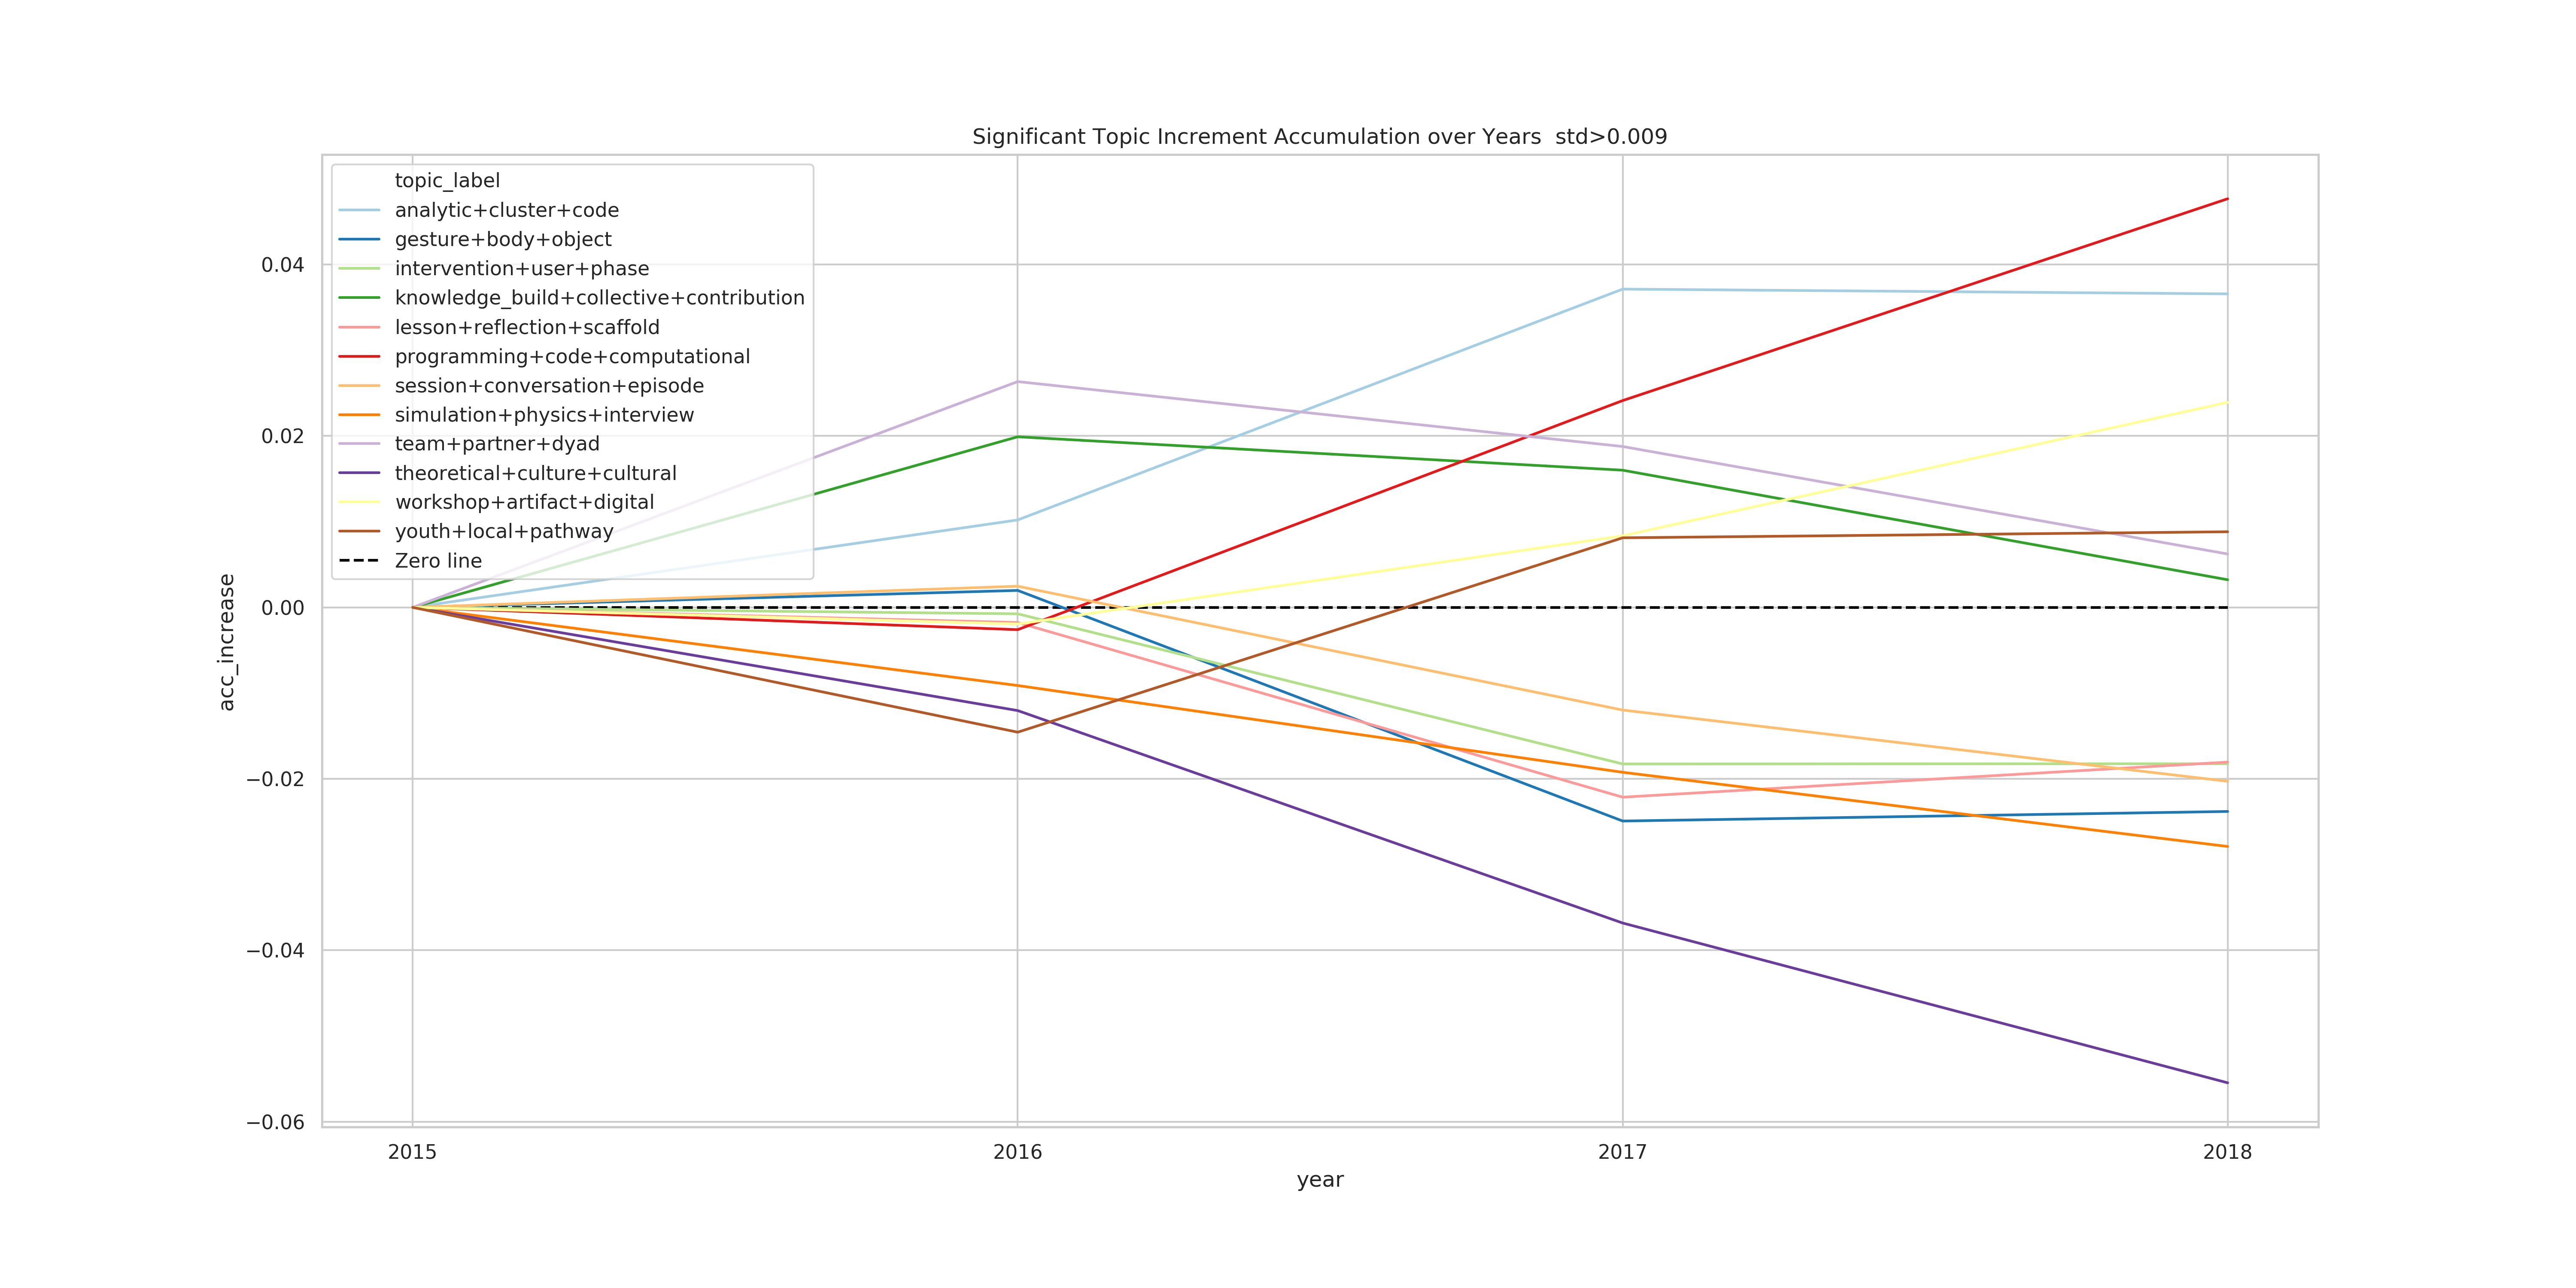 Significant Topic Increment Accumulation over Years  std>0.009
topic_label
analytic+cluster+code
gesture+body+object
intervention+user+phase
knowledge_build+collective+contribution
lesson+reflection+scaffold
programming+code+computational
session+conversation+episode
simulation+physics+interview
team+partner+dyad
theoretical+culture+cultural
workshop+artifact+digital
youth+local+pathway
Zero line
acc_increase
0.04
0.02
0.00
−0.02
−0.04
−0.06
2015 2016 2017 2018
year